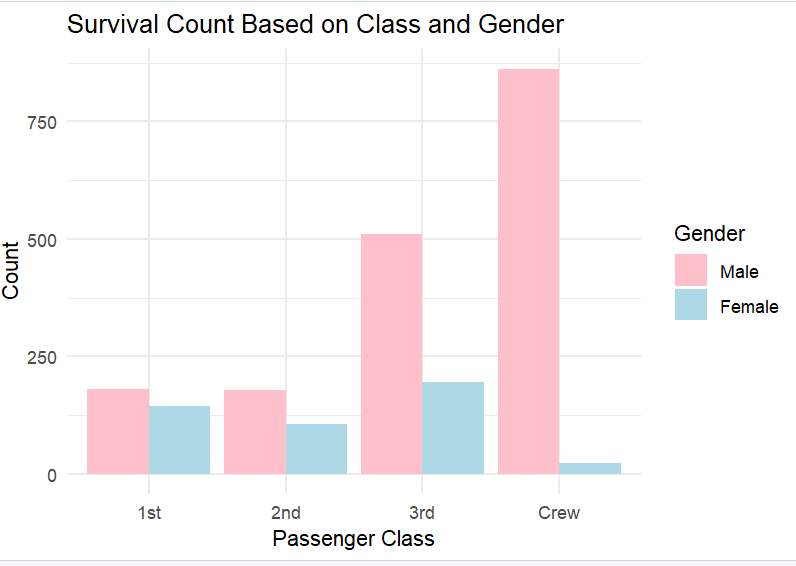 Survival Count Based on Class and Gender
Count
750
500
250
0
1st
2nd
3rd
Crew
Passenger Class
Gender
Male
Female